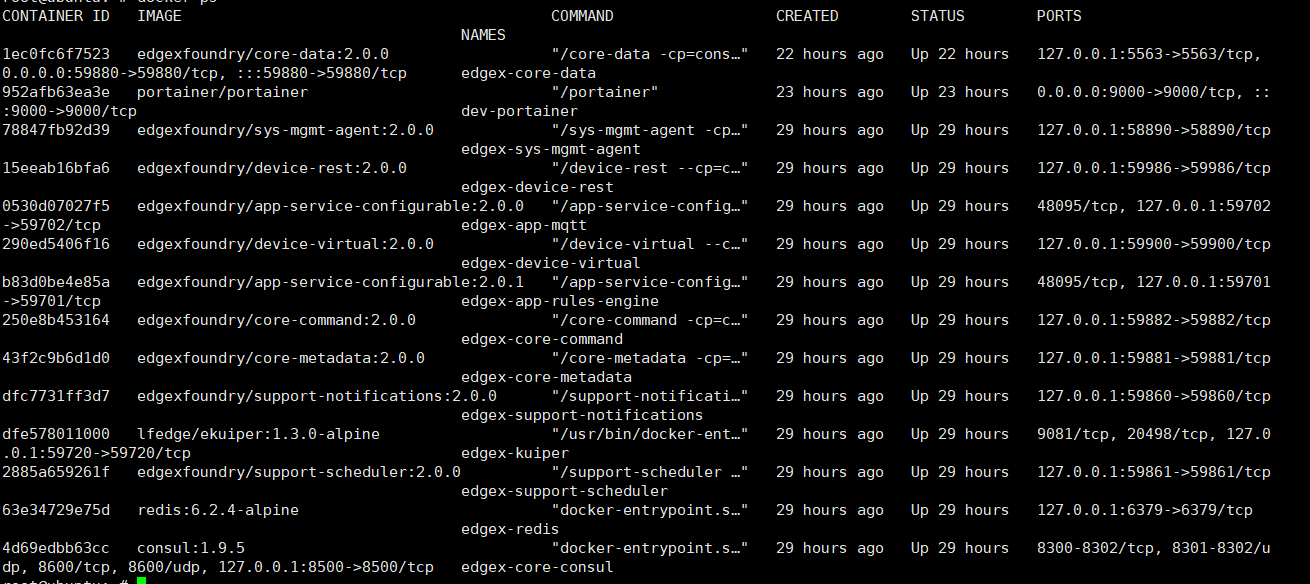 CONTAINER ID   IMAGE                                         COMMAND                  CREATED        STATUS        PORTS
NAMES
1ec0fc6f7523   edgexfoundry/core-data:2.0.0                  "/core-data -cp=cons…"   22 hours ago   Up 22 hours   127.0.0.1:5563->5563/tcp,
0.0.0.0:59880->59880/tcp, :::59880->59880/tcp      edgex-core-data
952afb63ea3e   portainer/portainer                           "/portainer"             23 hours ago   Up 23 hours   0.0.0.0:9000->9000/tcp, ::
:9000->9000/tcp                                    dev-portainer
78847fb92d39   edgexfoundry/sys-mgmt-agent:2.0.0             "/sys-mgmt-agent -cp…"   29 hours ago   Up 29 hours   127.0.0.1:58890->58890/tcp
edgex-sys-mgmt-agent
15eeab16bfa6   edgexfoundry/device-rest:2.0.0                "/device-rest --cp=c…"   29 hours ago   Up 29 hours   127.0.0.1:59986->59986/tcp
edgex-device-rest
0530d07027f5   edgexfoundry/app-service-configurable:2.0.0   "/app-service-config…"   29 hours ago   Up 29 hours   48095/tcp, 127.0.0.1:59702
->59702/tcp                                        edgex-app-mqtt
290ed5406f16   edgexfoundry/device-virtual:2.0.0             "/device-virtual --c…"   29 hours ago   Up 29 hours   127.0.0.1:59900->59900/tcp
edgex-device-virtual
b83d0be4e85a   edgexfoundry/app-service-configurable:2.0.1   "/app-service-config…"   29 hours ago   Up 29 hours   48095/tcp, 127.0.0.1:59701
->59701/tcp                                        edgex-app-rules-engine
250e8b453164   edgexfoundry/core-command:2.0.0               "/core-command -cp=c…"   29 hours ago   Up 29 hours   127.0.0.1:59882->59882/tcp
edgex-core-command
43f2c9b6d1d0   edgexfoundry/core-metadata:2.0.0              "/core-metadata -cp=…"   29 hours ago   Up 29 hours   127.0.0.1:59881->59881/tcp
edgex-core-metadata
dfc7731ff3d7   edgexfoundry/support-notifications:2.0.0      "/support-notificati…"   29 hours ago   Up 29 hours   127.0.0.1:59860->59860/tcp
edgex-support-notifications
dfe578011000   lfedge/ekuiper:1.3.0-alpine                   "/usr/bin/docker-ent…"   29 hours ago   Up 29 hours   9081/tcp, 20498/tcp, 127.0
.0.1:59720->59720/tcp                              edgex-kuiper
2885a659261f   edgexfoundry/support-scheduler:2.0.0          "/support-scheduler …"   29 hours ago   Up 29 hours   127.0.0.1:59861->59861/tcp
edgex-support-scheduler
63e34729e75d   redis:6.2.4-alpine                            "docker-entrypoint.s…"   29 hours ago   Up 29 hours   127.0.0.1:6379->6379/tcp
edgex-redis
4d69edbb63cc   consul:1.9.5                                  "docker-entrypoint.s…"   29 hours ago   Up 29 hours   8300-8302/tcp, 8301-8302/u
dp, 8600/tcp, 8600/udp, 127.0.0.1:8500->8500/tcp   edgex-core-consul